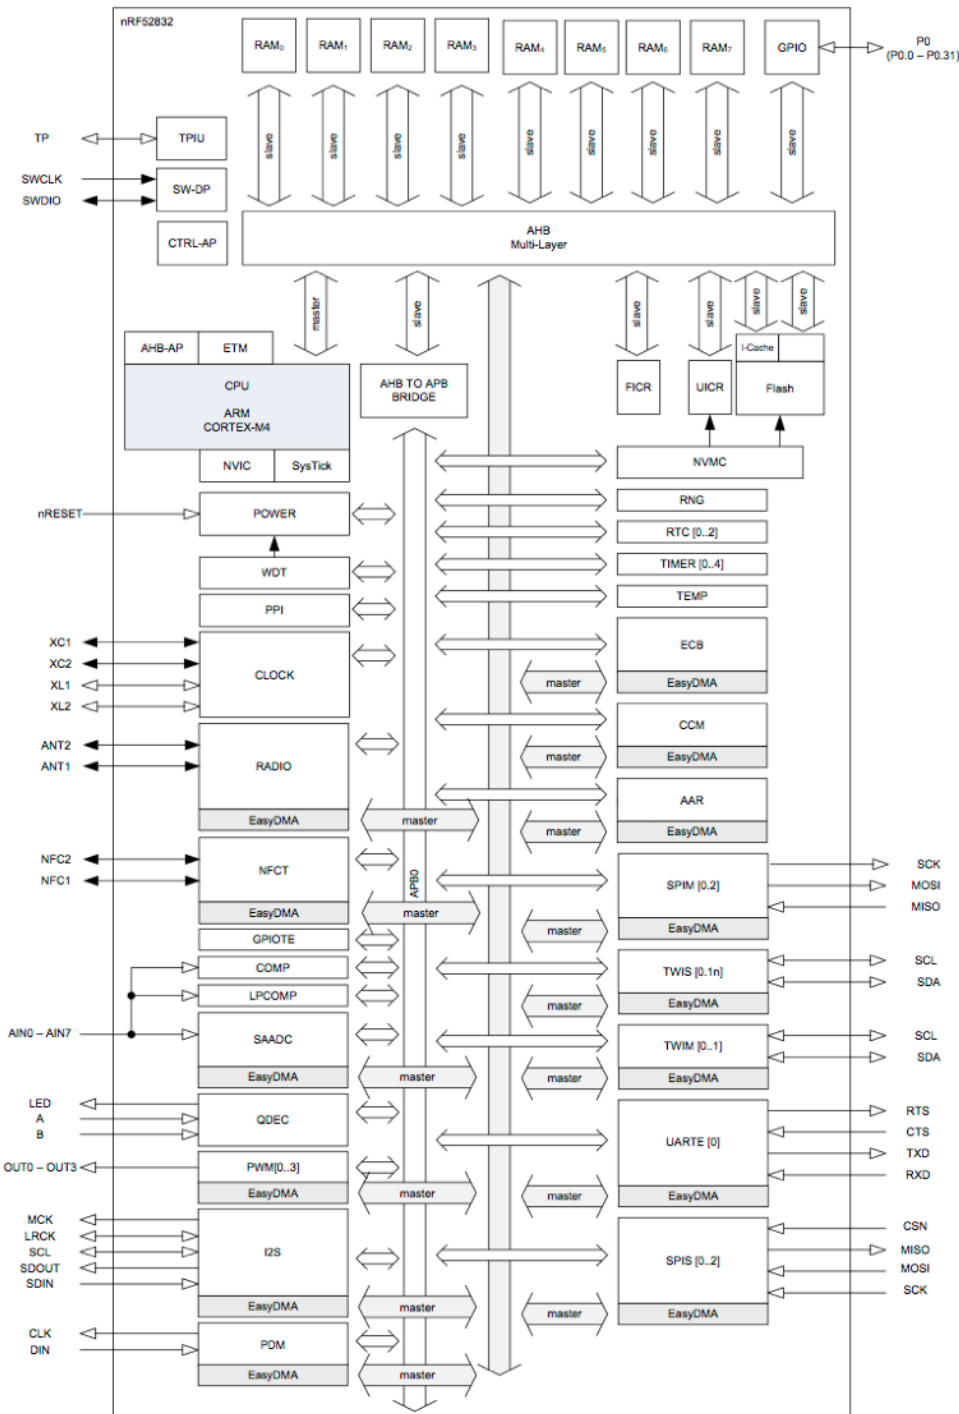 nRF52832
RAM0
RAM1
RAM2
RAM3
RAM4
RAM5
RAM6
RAM7
GPIO
P0
(P0.0 – P0.31)
slave
slave
slave
slave
slave
slave
slave
slave
slave
TP
TPIU
SWCLK
SWDIO
SW-DP
CTRL-AP
AHB
Multi-Layer
master
slave
slave
slave
slave
slave
AHB-AP
ETM
I-Cache
CPU
ARM
CORTEX-M4
AHB TO APB
BRIDGE
FICR
UICR
Flash
NVIC
SysTick
NVMC
nRESET
POWER
RNG
RTC [0..2]
WDT
TIMER [0..4]
PPI
TEMP
XC1
XC2
XL1
XL2
CLOCK
ECB
master
EasyDMA
ANT2
ANT1
RADIO
CCM
master
EasyDMA
EasyDMA
master
AAR
master
EasyDMA
NFC2
NFC1
NFCT
APB0
SPIM [0.2]
SCK
MOSI
MISO
EasyDMA
master
master
EasyDMA
GPIOTE
COMP
LPCOMP
TWIS [0.1n]
SCL
SDA
master
EasyDMA
AIN0 – AIN7
SAADC
TWIM [0..1]
SCL
SDA
EasyDMA
master
master
EasyDMA
LED
A
B
QDEC
UARTE [0]
RTS
CTS
TXD
RXD
OUT0 – OUT3
PWM[0..3]
EasyDMA
master
master
EasyDMA
MCK
LRCK
SCL
SDOUT
SDIN
I2S
SPIS [0..2]
CSN
MISO
MOSI
SCK
EasyDMA
master
master
EasyDMA
CLK
DIN
PDM
EasyDMA
master